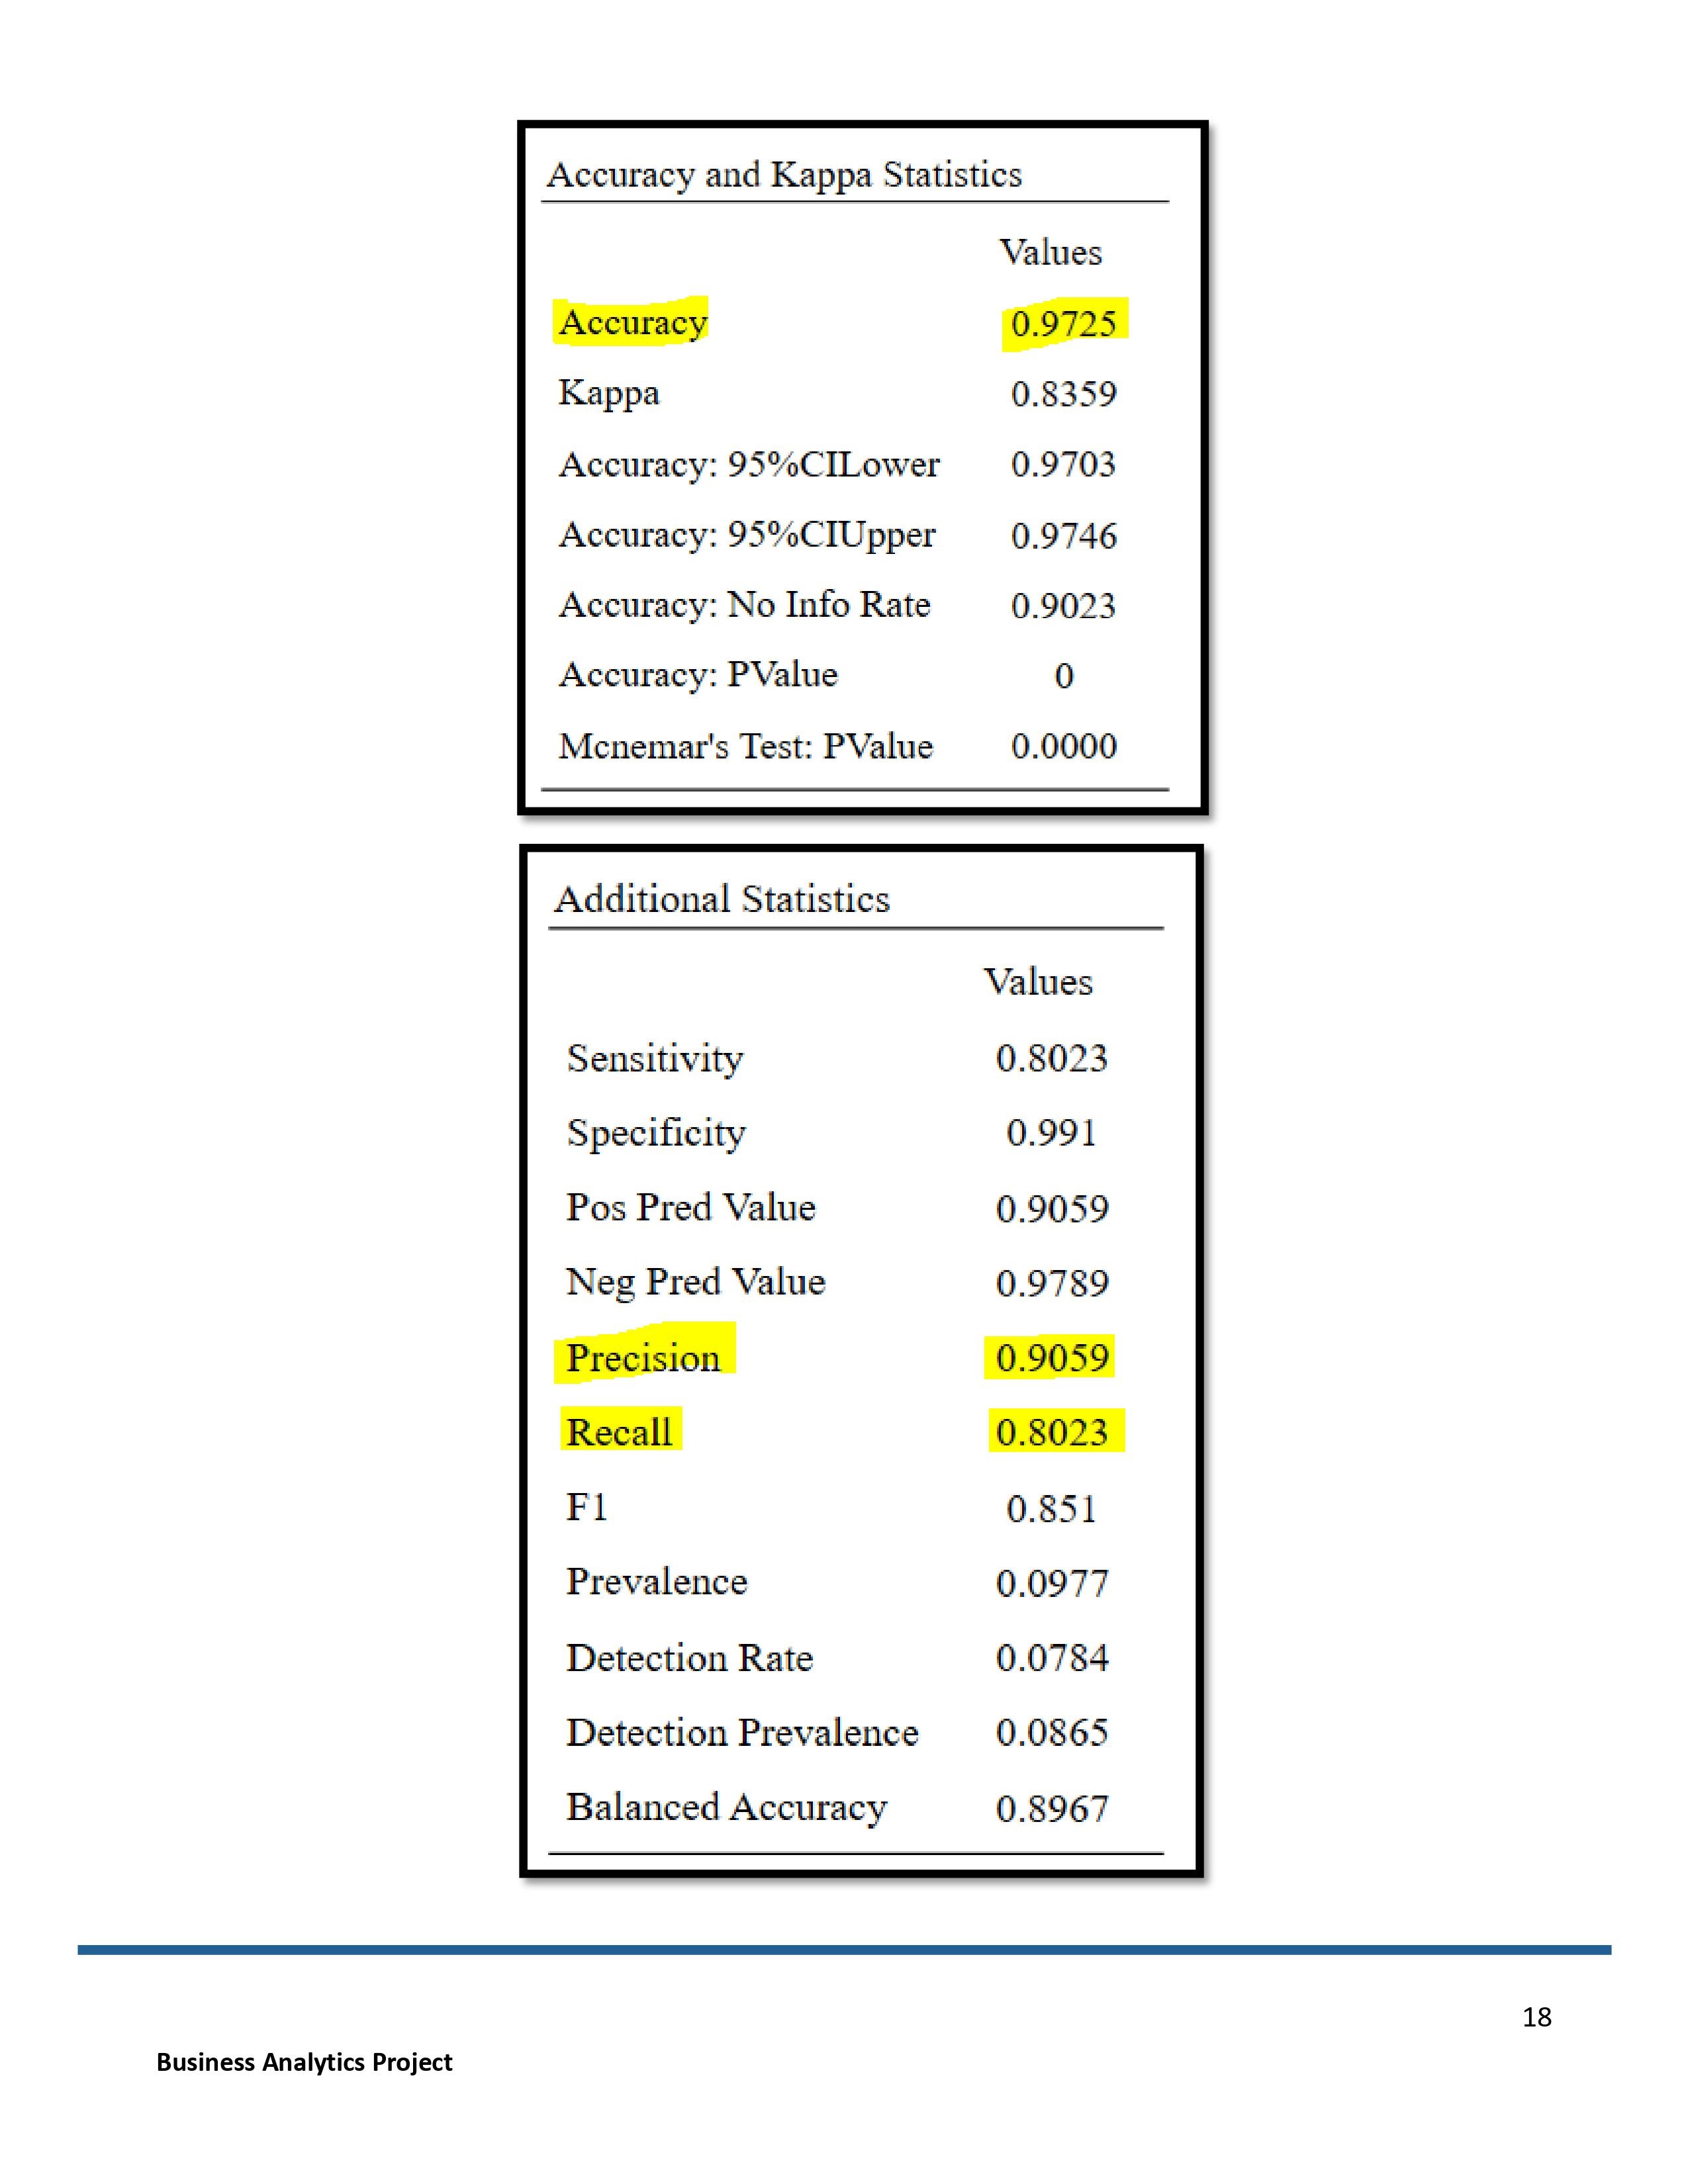 Accuracy and Kappa Statistics
Values
Accuracy 0.9725
Kappa 0.8359
Accuracy: 95%CILower 0.9703
Accuracy: 95%CIUpper 0.9746
Accuracy: No Info Rate 0.9023
Accuracy: PValue 0
Mcnemar's Test: PValue 0.0000
Additional Statistics
Values
Sensitivity 0.8023
Specificity 0.991
Pos Pred Value 0.9059
Neg Pred Value 0.9789
Precision 0.9059
Recall 0.8023
F1 0.851
Prevalence 0.0977
Detection Rate 0.0784
Detection Prevalence 0.0865
Balanced Accuracy 0.8967
18
Business Analytics Project